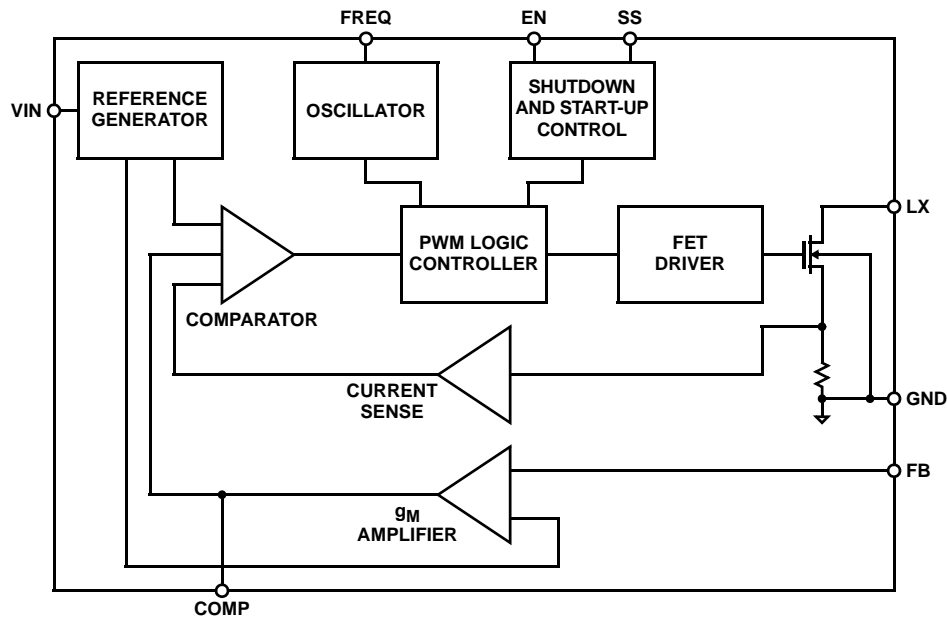 FREQ
EN
SS
VIN
REFERENCE
GENERATOR
OSCILLATOR
SHUTDOWN
AND START-UP
CONTROL
LX
PWM LOGIC
CONTROLLER
FET
DRIVER
COMPARATOR
CURRENT
SENSE
GND
FB
gM
AMPLIFIER
COMP